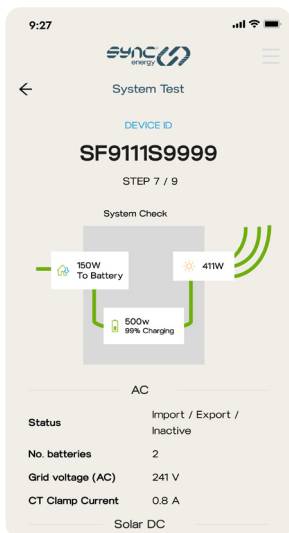 9:27
sync
energy
System Test
DEVICE ID
SF9111S9999
STEP 7 / 9
System Check
150W
To Battery
411W
500w
99% Charging
AC
Status
Import / Export /
Inactive
No. batteries
2
Grid voltage (AC)
241 V
CT Clamp Current
0.8 A
Solar DC